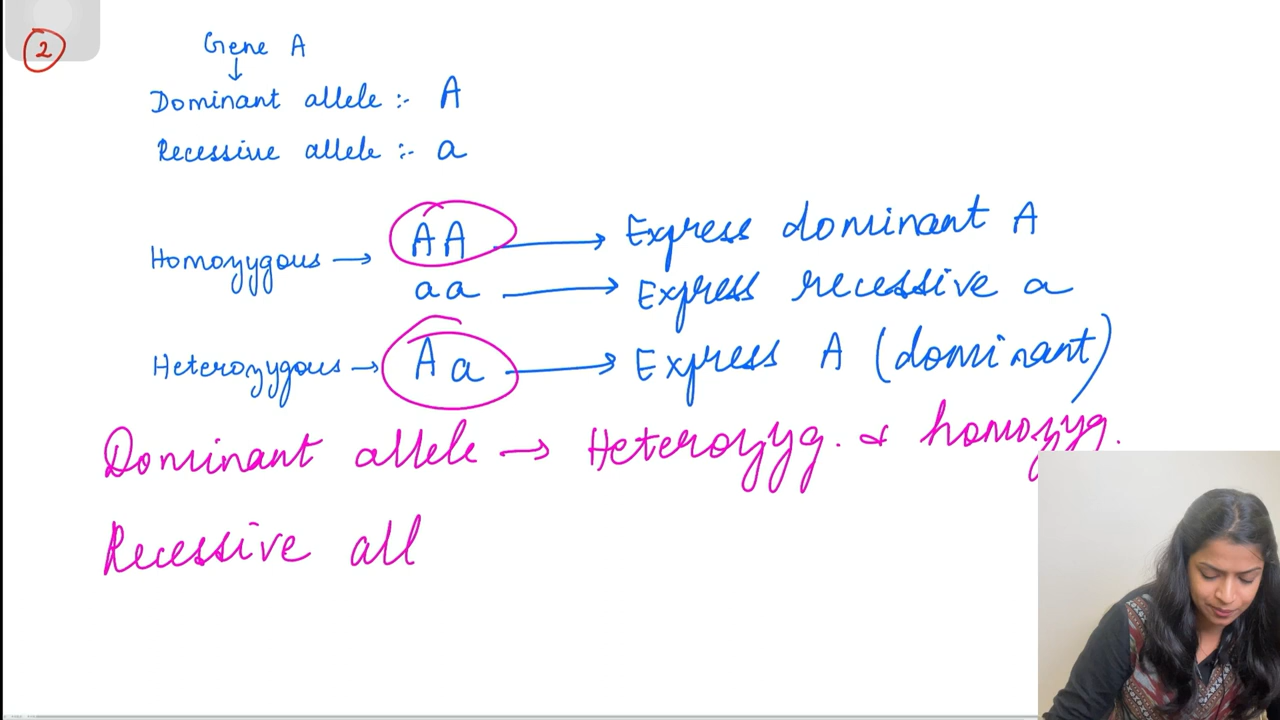 2
Gene A
↓
Dominant allele :- A
Recessive allele :- a
Homozygous → AA → Express dominant A
aa → Express recessive a
Heterozygous → Aa → Express A (dominant)
Dominant allele → Heterozyg. & homozyg.
Recessive all